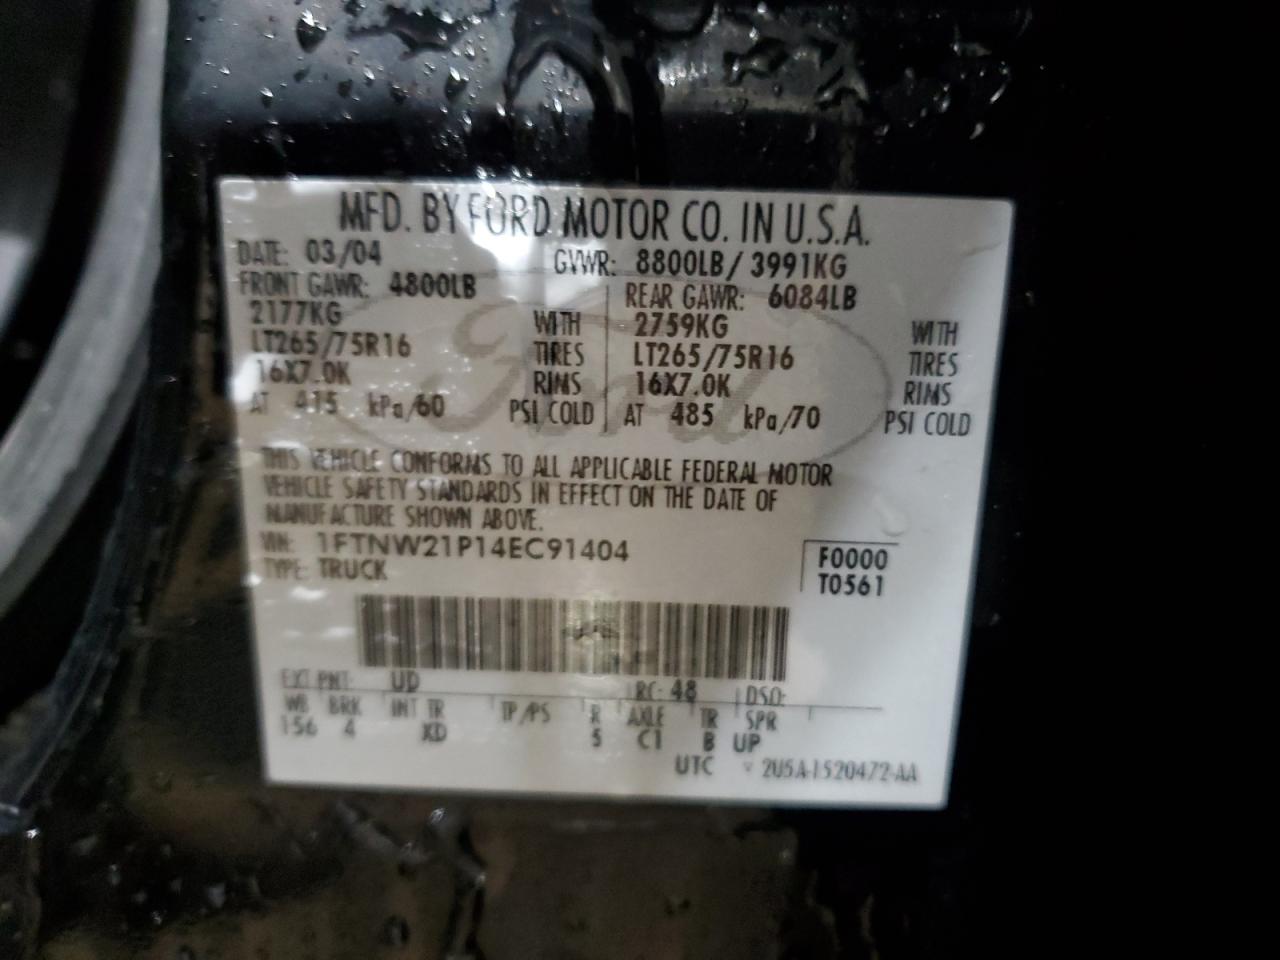 MFD. BY FORD MOTOR CO. IN U.S.A.
DATE: 03/04 GVWR: 8800LB/ 3991KG
FRONT GAWR: 4800LB REAR GAWR: 6084LB
2177KG WITH 2759KG WITH
LT265/75R16 TIRES LT265/75R16 TIRES
16X7.0K RIMS 16X7.0K RIMS
AT 415 kPa/60 PSI COLD AT 485 kPa/70 PSI COLD
Ford
THIS VEHICLE CONFORMS TO ALL APPLICABLE FEDERAL MOTOR
VEHICLE SAFETY STANDARDS IN EFFECT ON THE DATE OF
MANUFACTURE SHOWN ABOVE.
VIN: 1FTNW21P14EC91404
F0000
TYPE: TRUCK
T0561
EXT PNT: UD RC: 48 DSO:
WB BRK INT TR TP/PS R AXLE TR SPR
156 4 XD 5 C1 B UP
UTC ▽ 2U5A-1520472-AA